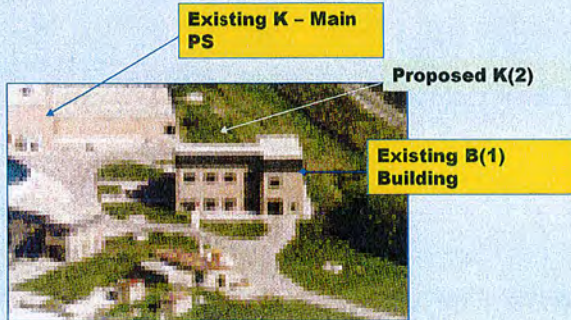 Existing K – Main
PS
Proposed K(2)
Existing B(1)
Building